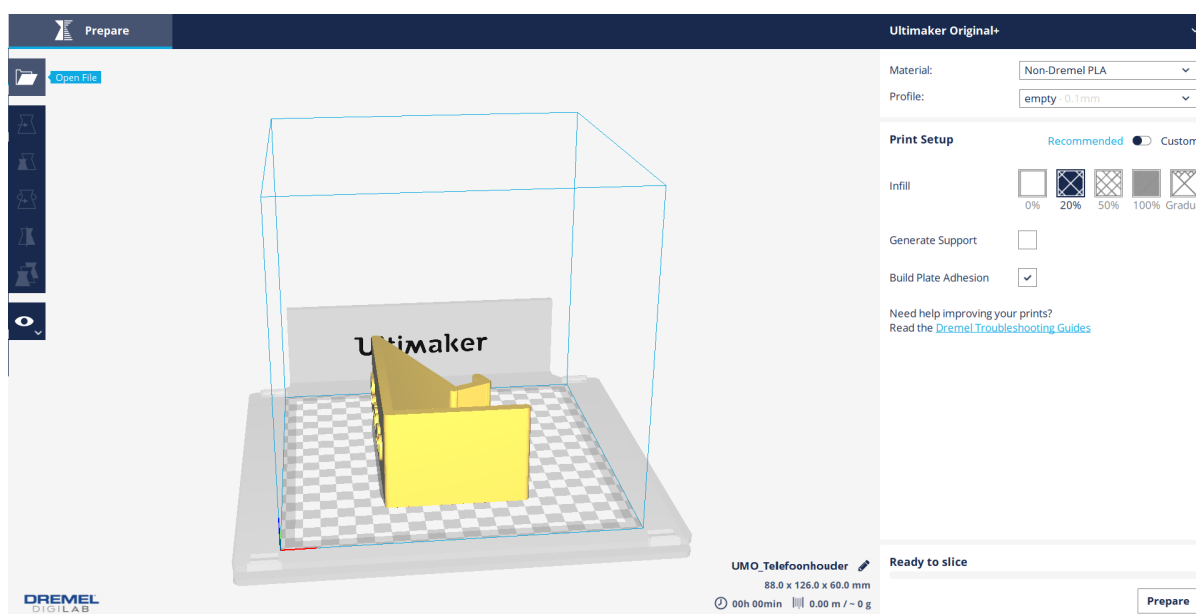 Prepare
Ultimaker Original+
Open File
Material: Non-Dremel PLA
Profile: empty - 0.1mm
Print Setup Recommended Custom
Infill
0% 20% 50% 100% Gradu
Generate Support
Build Plate Adhesion
Need help improving your prints?
Read the Dremel Troubleshooting Guides
Ultimaker
UMO_Telefoonhouder
88.0 x 126.0 x 60.0 mm
00h 00min 0.00 m / ~ 0 g
Ready to slice
Prepare
DREMEL
DIGILAB